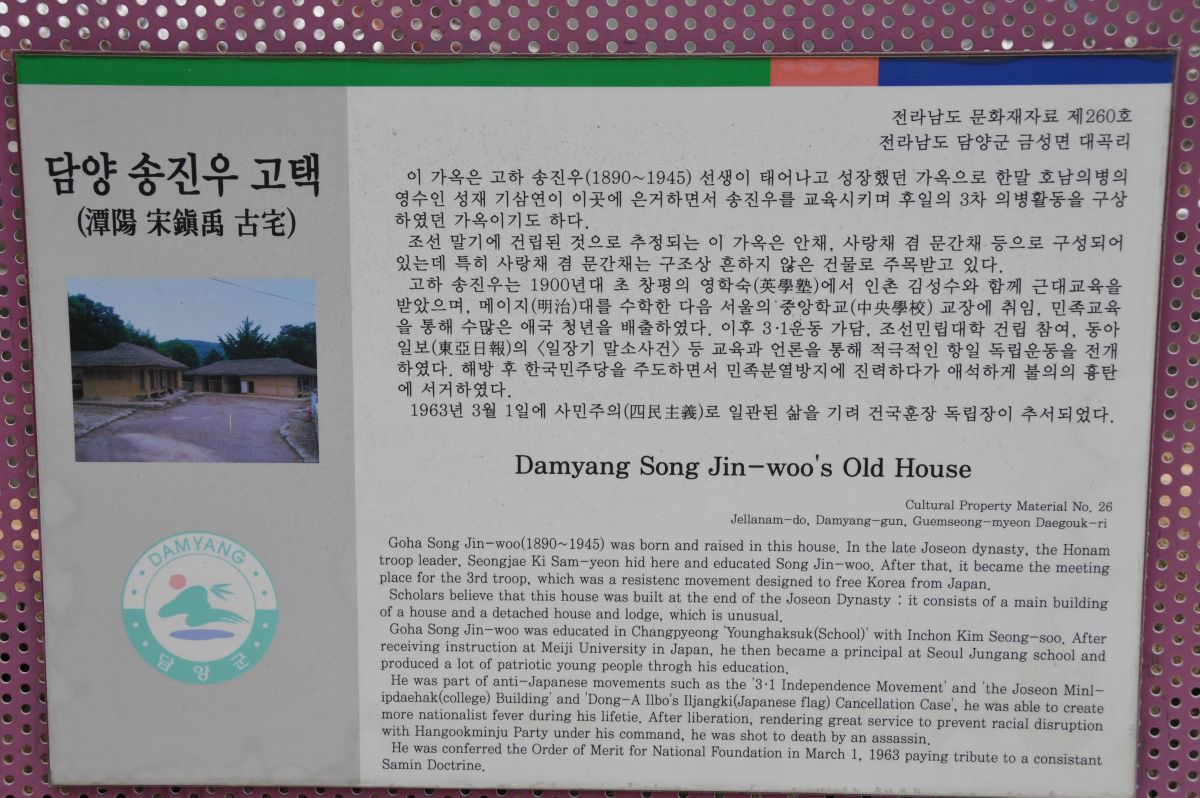 담양 송진우 고택
(潭陽 宋鎭禹 古宅)
DAMYANG
담양군
전라남도 문화재자료 제260호
전라남도 담양군 금성면 대곡리
이 가옥은 고하 송진우(1890~1945) 선생이 태어나고 성장했던 가옥으로 한말 호남의병의
영수인 성재 기삼연이 이곳에 은거하면서 송진우를 교육시키며 후일의 3차 의병활동을 구상
하였던 가옥이기도 하다.
조선 말기에 건립된 것으로 추정되는 이 가옥은 안채, 사랑채 겸 문간채 등으로 구성되어
있는데 특히 사랑채 겸 문간채는 구조상 흔하지 않은 건물로 주목받고 있다.
고하 송진우는 1900년대 초 창평의 영학숙(英學塾)에서 인촌 김성수와 함께 근대교육을
받았으며, 메이지(明治)대를 수학한 다음 서울의 중앙학교(中央學校) 교장에 취임, 민족교육
을 통해 수많은 애국 청년을 배출하였다. 이후 3·1운동 가담, 조선민립대학 건립 참여, 동아
일보(東亞日報)의 〈일장기 말소사건〉 등 교육과 언론을 통해 적극적인 항일 독립운동을 전개
하였다. 해방 후 한국민주당을 주도하면서 민족분열방지에 진력하다가 애석하게 불의의 흉탄
에 서거하였다.
1963년 3월 1일에 사민주의(四民主義)로 일관된 삶을 기려 건국훈장 독립장이 추서되었다.
Damyang Song Jin-woo's Old House
Cultural Property Material No. 26
Jellanam-do, Damyang-gun, Guemseong-myeon Daegouk-ri
Goha Song Jin-woo(1890~1945) was born and raised in this house. In the late Joseon dynasty, the Honam
troop leader, Seongjae Ki Sam-yeon hid here and educated Song Jin-woo. After that, it became the meeting
place for the 3rd troop, which was a resistenc movement designed to free Korea from Japan.
Scholars believe that this house was built at the end of the Joseon Dynasty : it consists of a main building
of a house and a detached house and lodge, which is unusual.
Goha Song Jin-woo was educated in Changpyeong 'Younghaksuk(School)' with Inchon Kim Seong-soo. After
receiving instruction at Meiji University in Japan, he then became a principal at Seoul Jungang school and
produced a lot of patriotic young people throgh his education.
He was part of anti-Japanese movements such as the '3·1 Independence Movement' and 'the Joseon Minl-
ipdaehak(college) Building' and 'Dong-A Ilbo's Iljangki(Japanese flag) Cancellation Case', he was able to create
more nationalist fever during his lifetie. After liberation, rendering great service to prevent racial disruption
with Hangookminju Party under his command, he was shot to death by an assassin.
He was conferred the Order of Merit for National Foundation in March 1, 1963 paying tribute to a consistant
Samin Doctrine.